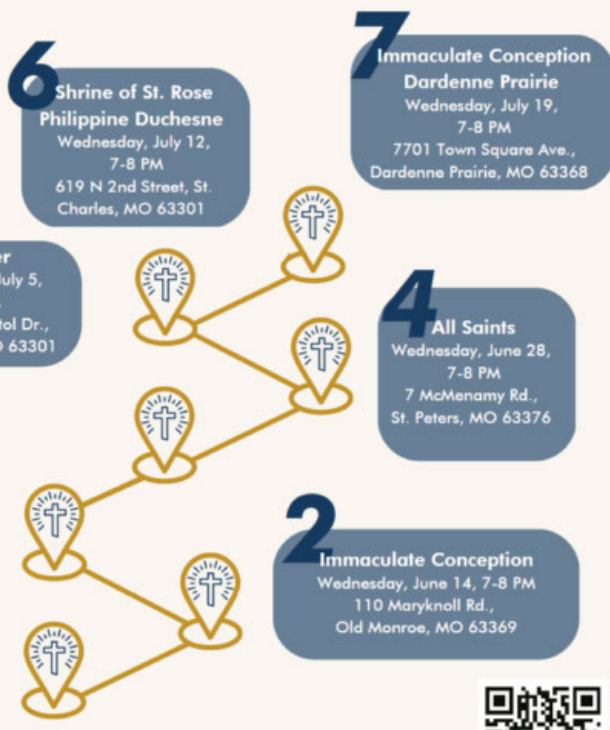 6
Shrine of St. Rose
Philippine Duchesne
Wednesday, July 12,
7-8 PM
619 N 2nd Street, St.
Charles, MO 63301
7
Immaculate Conception
Dardenne Prairie
Wednesday, July 19,
7-8 PM
7701 Town Square Ave.,
Dardenne Prairie, MO 63368
July 5,
Dr.,
63301
4
All Saints
Wednesday, June 28,
7-8 PM
7 McMenamy Rd.,
St. Peters, MO 63376
2
Immaculate Conception
Wednesday, June 14, 7-8 PM
110 Maryknoll Rd.,
Old Monroe, MO 63369